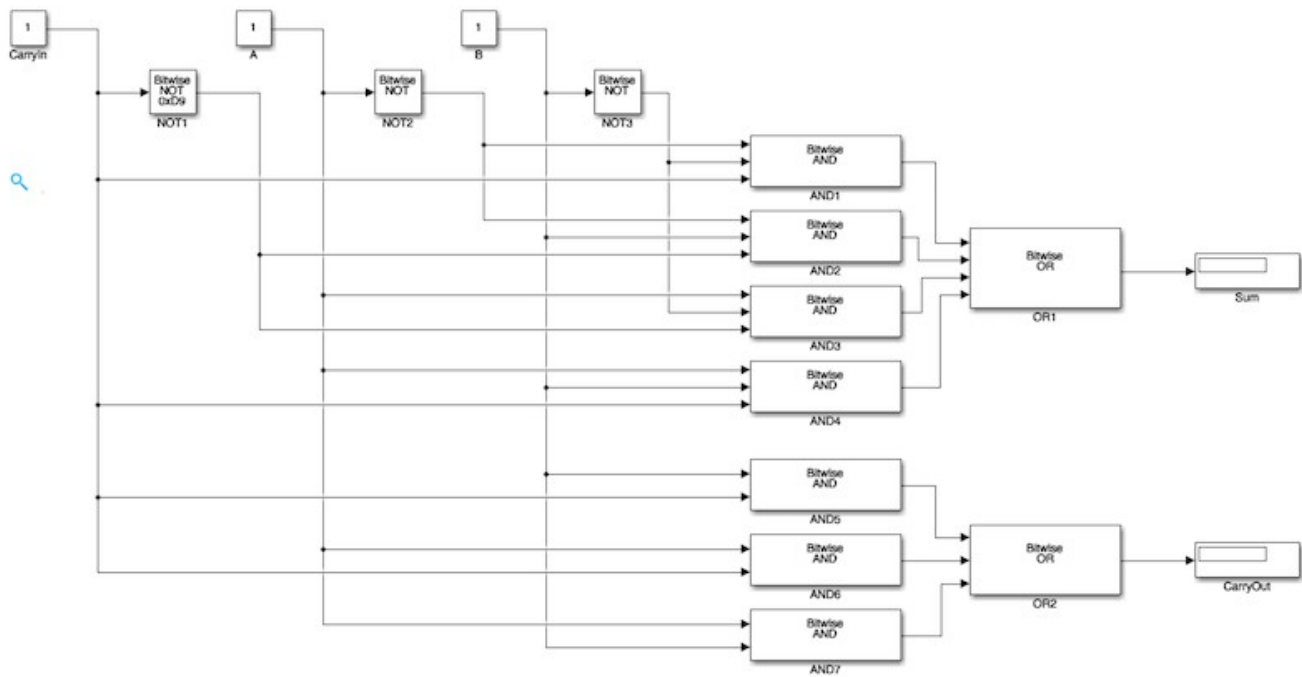 1
CarryIn
1
A
1
B
Bitwise
NOT
0xD9
NOT1
Bitwise
NOT
NOT2
Bitwise
NOT
NOT3
Bitwise
AND
AND1
Bitwise
AND
AND2
Bitwise
AND
AND3
Bitwise
AND
AND4
Bitwise
OR
OR1
Sum
Bitwise
AND
AND5
Bitwise
AND
AND6
Bitwise
AND
AND7
Bitwise
OR
OR2
CarryOut